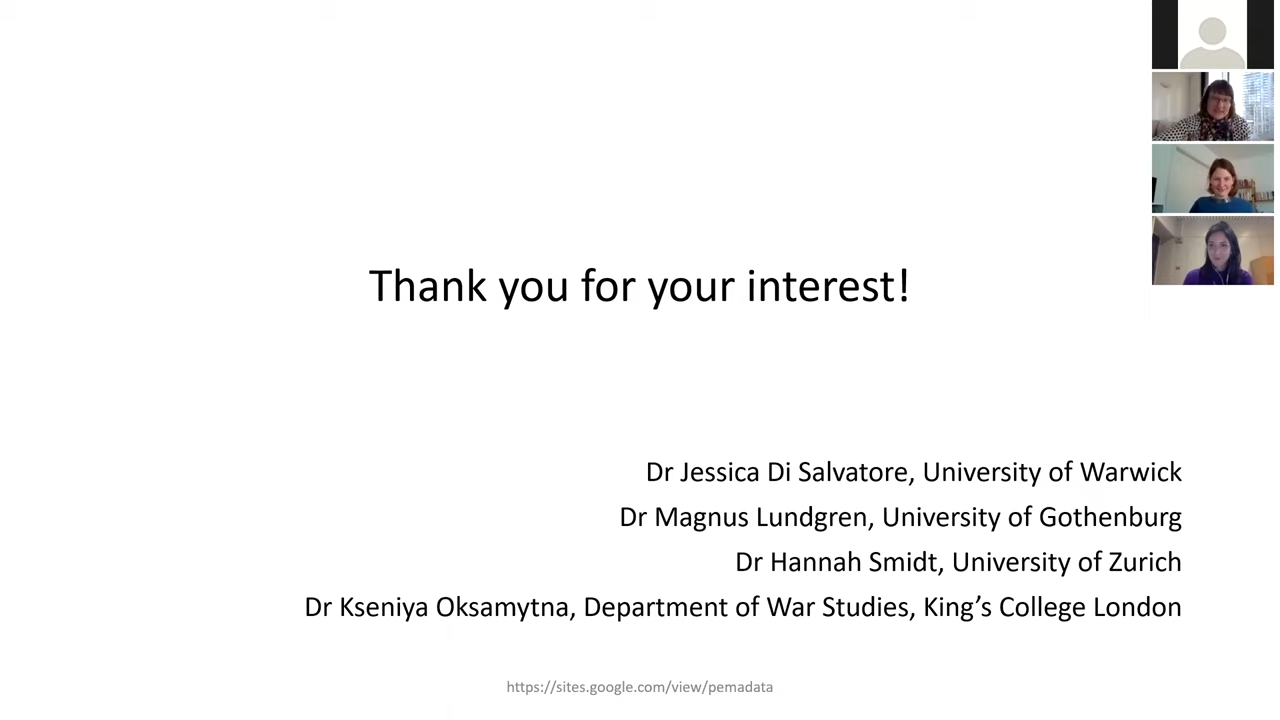 Thank you for your interest!
Dr Jessica Di Salvatore, University of Warwick
Dr Magnus Lundgren, University of Gothenburg
Dr Hannah Smidt, University of Zurich
Dr Kseniya Oksamytna, Department of War Studies, King’s College London
https://sites.google.com/view/pemadata